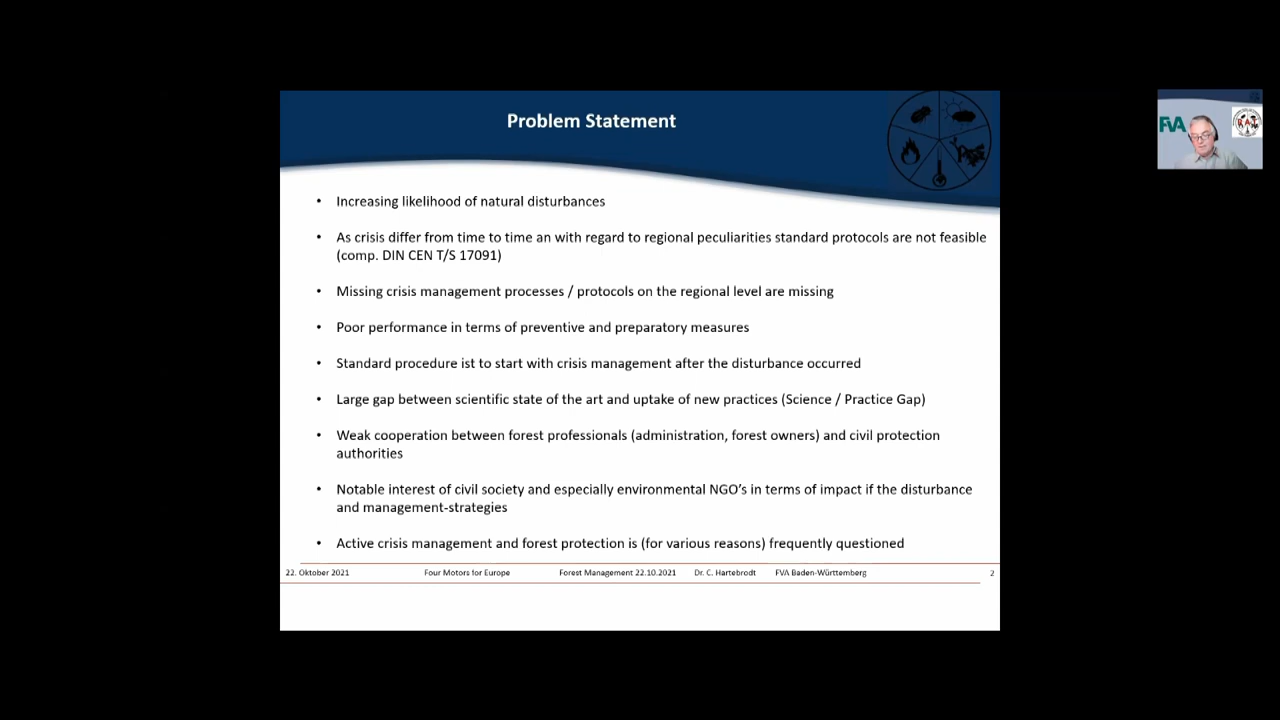 Problem Statement
• Increasing likelihood of natural disturbances
• As crisis differ from time to time an with regard to regional peculiarities standard protocols are not feasible
(comp. DIN CEN T/S 17091)
• Missing crisis management processes / protocols on the regional level are missing
• Poor performance in terms of preventive and preparatory measures
• Standard procedure ist to start with crisis management after the disturbance occurred
• Large gap between scientific state of the art and uptake of new practices (Science / Practice Gap)
• Weak cooperation between forest professionals (administration, forest owners) and civil protection
authorities
• Notable interest of civil society and especially environmental NGO's in terms of impact if the disturbance
and management-strategies
• Active crisis management and forest protection is (for various reasons) frequently questioned
22. Oktober 2021 Four Motors for Europe Forest Management 22.10.2021 Dr. C. Hartebrodt FVA Baden-Württemberg 2
FVA